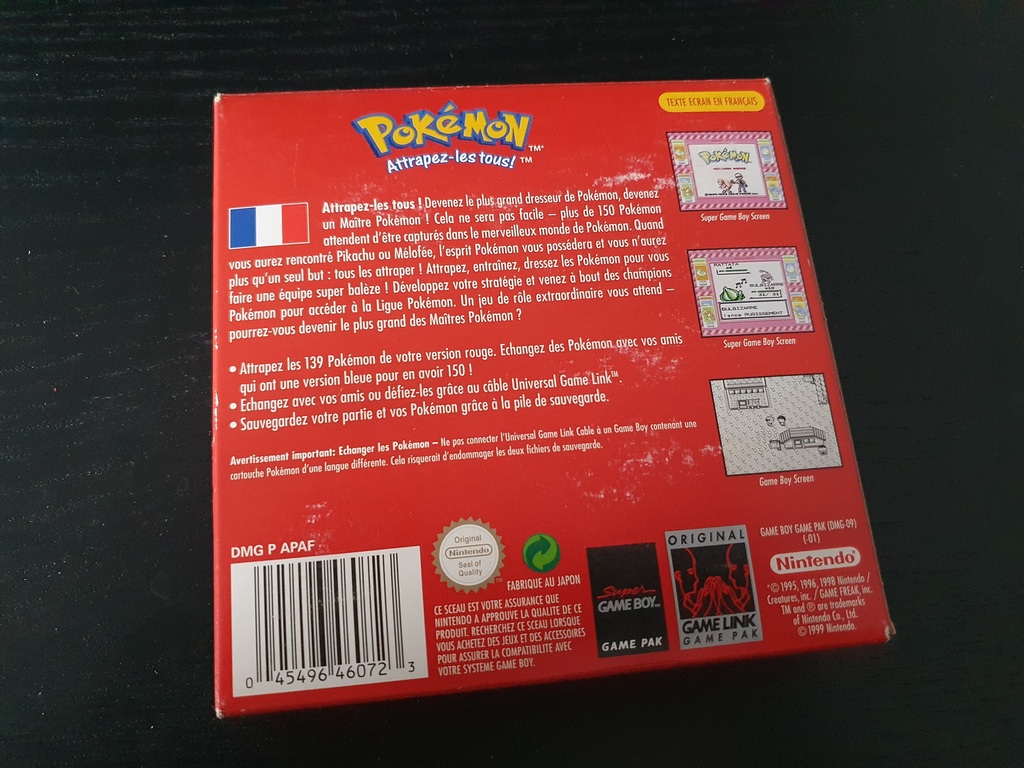 POKéMON™
Attrapez-les tous! ™
TEXTE ECRAN EN FRANÇAIS
Attrapez-les tous ! Devenez le plus grand dresseur de Pokémon, devenez
un Maître Pokémon ! Cela ne sera pas facile – plus de 150 Pokémon
attendent d'être capturés dans le merveilleux monde de Pokémon. Quand
vous aurez rencontré Pikachu ou Mélofée, l'esprit Pokémon vous possédera et vous n'aurez
plus qu'un seul but : tous les attraper ! Attrapez, entraînez, dressez les Pokémon pour vous
faire une équipe super balèze ! Développez votre stratégie et venez à bout des champions
Pokémon pour accéder à la Ligue Pokémon. Un jeu de rôle extraordinaire vous attend –
pourrez-vous devenir le plus grand des Maîtres Pokémon ?
• Attrapez les 139 Pokémon de votre version rouge. Echangez des Pokémon avec vos amis
qui ont une version bleue pour en avoir 150 !
• Echangez avec vos amis ou défiez-les grâce au câble Universal Game Link™.
• Sauvegardez votre partie et vos Pokémon grâce à la pile de sauvegarde.
Avertissement important: Echanger les Pokémon – Ne pas connecter l'Universal Game Link Cable à un Game Boy contenant une
cartouche Pokémon d'une langue différente. Cela risquerait d'endommager les deux fichiers de sauvegarde.
POKéMON
Super Game Boy Screen
RATTATA
BULBIZARRE
31/ 31
BULBIZARRE
lance RUGISSEMENT
Super Game Boy Screen
Game Boy Screen
DMG P APAF
0 45496 46072 3
Original
Nintendo
Seal of
Quality
™
FABRIQUE AU JAPON
CE SCEAU EST VOTRE ASSURANCE QUE
NINTENDO A APPROUVE LA QUALITE DE CE
PRODUIT. RECHERCHEZ CE SCEAU LORSQUE
VOUS ACHETEZ DES JEUX ET DES ACCESSOIRES
POUR ASSURER LA COMPATIBILITE AVEC
VOTRE SYSTEME GAME BOY.
Super
GAME BOY™
GAME PAK
ORIGINAL
GAME LINK™
GAME PAK
GAME BOY GAME PAK (DMG-09)
(-01)
Nintendo®
©1995, 1996, 1998 Nintendo /
Creatures, inc. / GAME FREAK, inc.
TM and ® are trademarks
of Nintendo Co., Ltd.
© 1999 Nintendo.